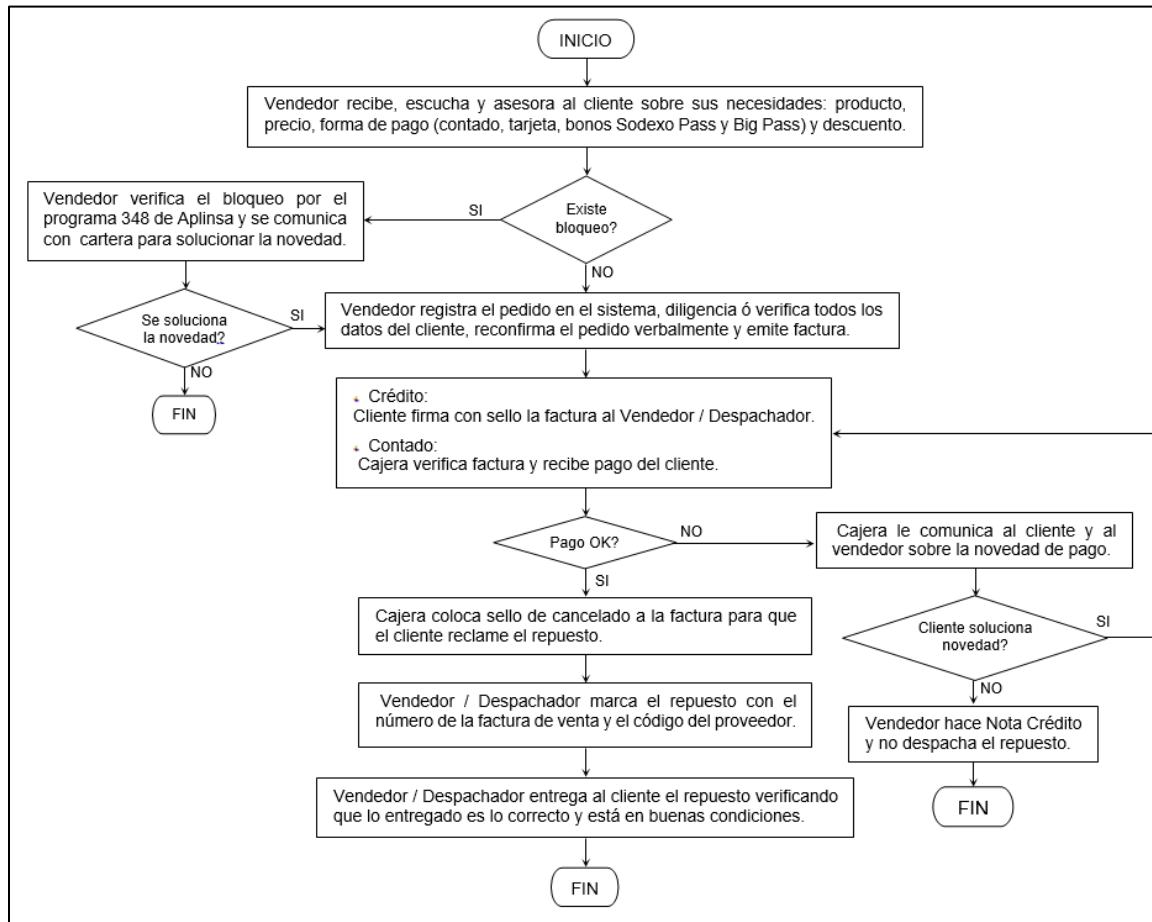 INICIO
Vendedor recibe, escucha y asesora al cliente sobre sus necesidades: producto,
precio, forma de pago (contado, tarjeta, bonos Sodexo Pass y Big Pass) y descuento.
Existe
bloqueo?
SI
Vendedor verifica el bloqueo por el
programa 348 de Aplinsa y se comunica
con cartera para solucionar la novedad.
NO
Se soluciona
la novedad?
SI
NO
FIN
Vendedor registra el pedido en el sistema, diligencia ó verifica todos los
datos del cliente, reconfirma el pedido verbalmente y emite factura.
Crédito:
Cliente firma con sello la factura al Vendedor / Despachador.
Contado:
Cajera verifica factura y recibe pago del cliente.
Pago OK?
NO
Cajera le comunica al cliente y al
vendedor sobre la novedad de pago.
SI
Cliente soluciona
novedad?
SI
NO
Vendedor hace Nota Crédito
y no despacha el repuesto.
FIN
Cajera coloca sello de cancelado a la factura para que
el cliente reclame el repuesto.
Vendedor / Despachador marca el repuesto con el
número de la factura de venta y el código del proveedor.
Vendedor / Despachador entrega al cliente el repuesto verificando
que lo entregado es lo correcto y está en buenas condiciones.
FIN